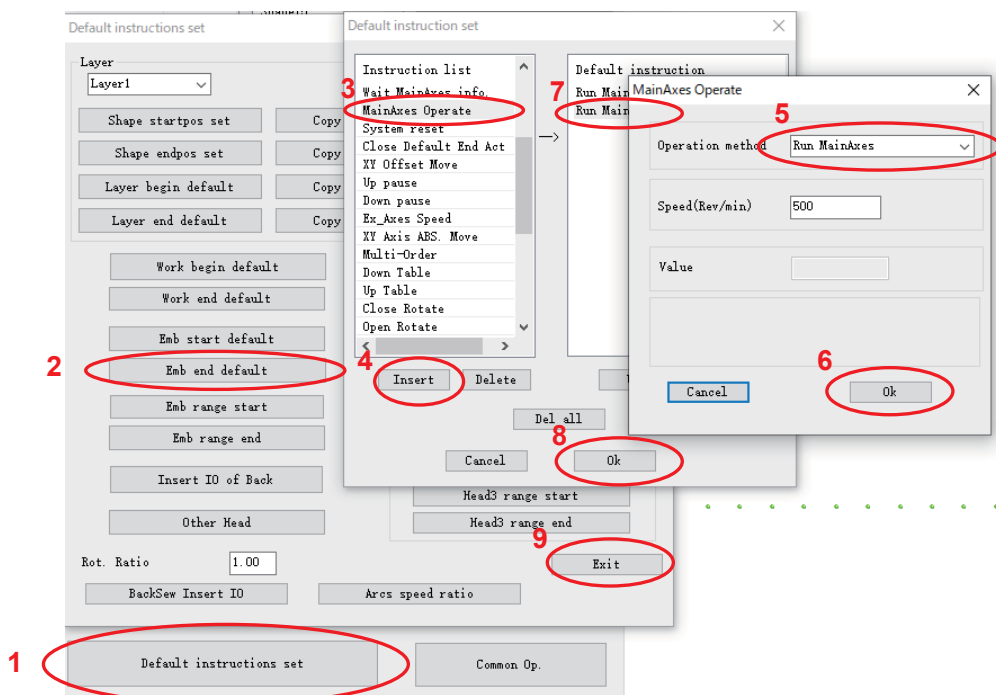 Default instructions set
Layer
Layer1
Shape startpos set
Copy
Shape endpos set
Copy
Layer begin default
Copy
Layer end default
Copy
Work begin default
Work end default
Emb start default
2
Emb end default
Emb range start
Emb range end
Insert IO of Back
Other Head
Rot. Ratio
1.00
BackSew Insert IO
Arcs speed ratio
Head3 range start
Head3 range end
9
Exit
1
Default instructions set
Common Op.
Default instruction set
Instruction list
3
Wait MainAxes info.
MainAxes Operate
System reset
Close Default End Act
XY Offset Move
Up pause
Down pause
Ex_Axes Speed
XY Axis ABS. Move
Multi-Order
Down Table
Up Table
Close Rotate
Open Rotate
-->
Default instruction
7
Run Main
Run Main
4
Insert
Delete
Del all
8
Cancel
Ok
MainAxes Operate
5
Operation method
Run MainAxes
Speed(Rev/min)
500
Value
6
Cancel
Ok